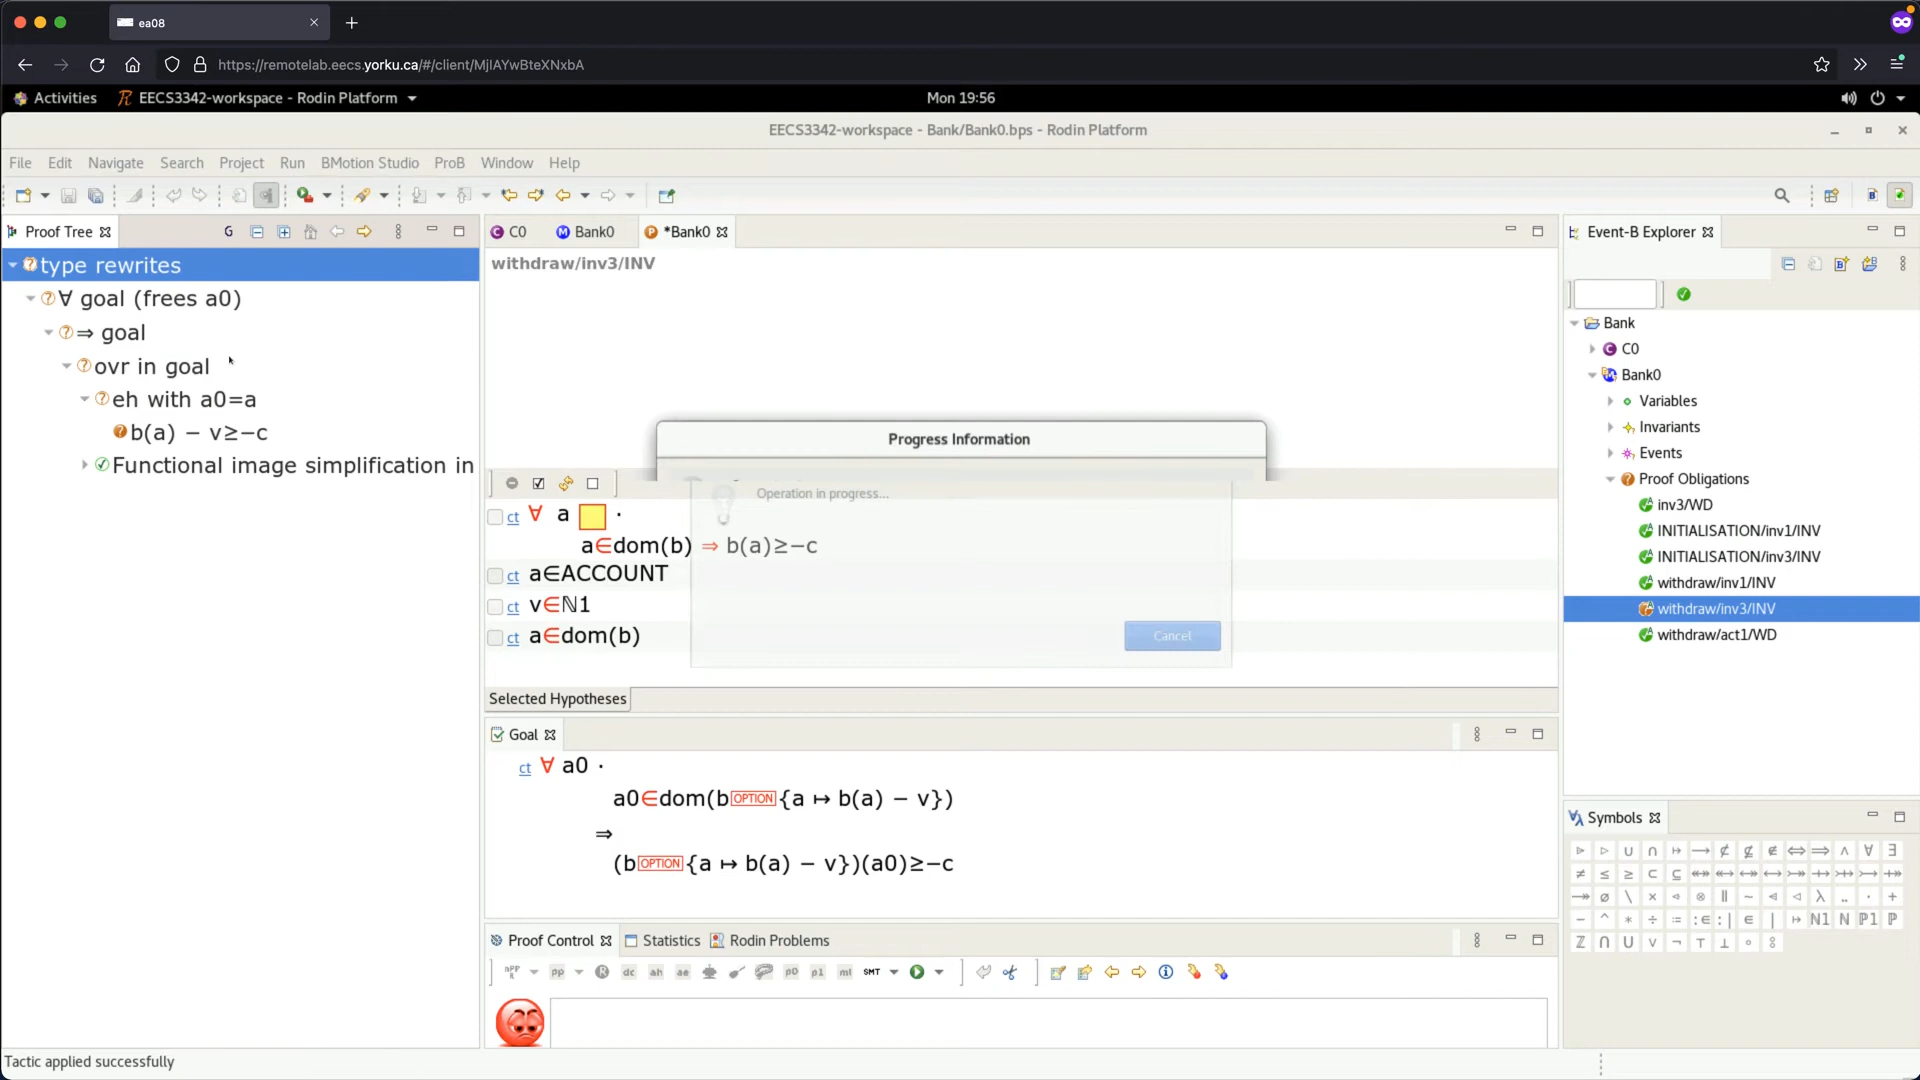 ea08
https://remotelab.eecs.yorku.ca/#/client/MjIAYwBteXNxbA
Activities
EECS3342-workspace - Rodin Platform
Mon 19:56
EECS3342-workspace - Bank/Bank0.bps - Rodin Platform
File Edit Navigate Search Project Run BMotion Studio ProB Window Help
Proof Tree
type rewrites
∀ goal (frees a0)
⇒ goal
ovr in goal
eh with a0=a
b(a) − v≥−c
Functional image simplification in
C0 Bank0 *Bank0
withdraw/inv3/INV
Progress Information
Operation in progress...
ct ∀ a ·
a∈dom(b) ⇒ b(a)≥−c
ct a∈ACCOUNT
ct v∈ℕ1
ct a∈dom(b)
Cancel
Selected Hypotheses
Goal
ct ∀ a0 ·
a0∈dom(bOPTION{a ↦ b(a) − v})
⇒
(bOPTION{a ↦ b(a) − v})(a0)≥−c
Proof Control Statistics Rodin Problems
SMT
Event-B Explorer
Bank
C0
Bank0
Variables
Invariants
Events
Proof Obligations
inv3/WD
INITIALISATION/inv1/INV
INITIALISATION/inv3/INV
withdraw/inv1/INV
withdraw/inv3/INV
withdraw/act1/WD
Symbols
Tactic applied successfully